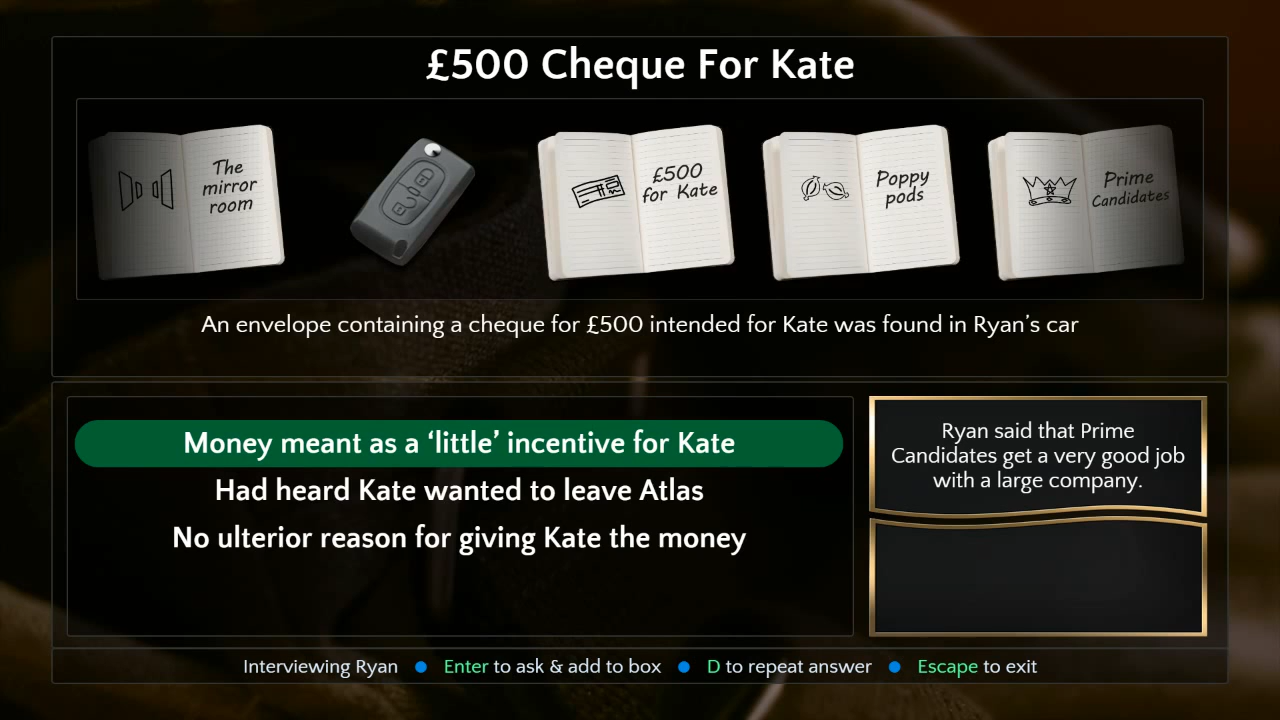 £500 Cheque For Kate
The
mirror
room
£500
for Kate
Poppy
pods
Prime
Candidates
An envelope containing a cheque for £500 intended for Kate was found in Ryan's car
Money meant as a ‘little’ incentive for Kate
Had heard Kate wanted to leave Atlas
No ulterior reason for giving Kate the money
Ryan said that Prime
Candidates get a very good job
with a large company.
Interviewing Ryan ● Enter to ask & add to box ● D to repeat answer ● Escape to exit